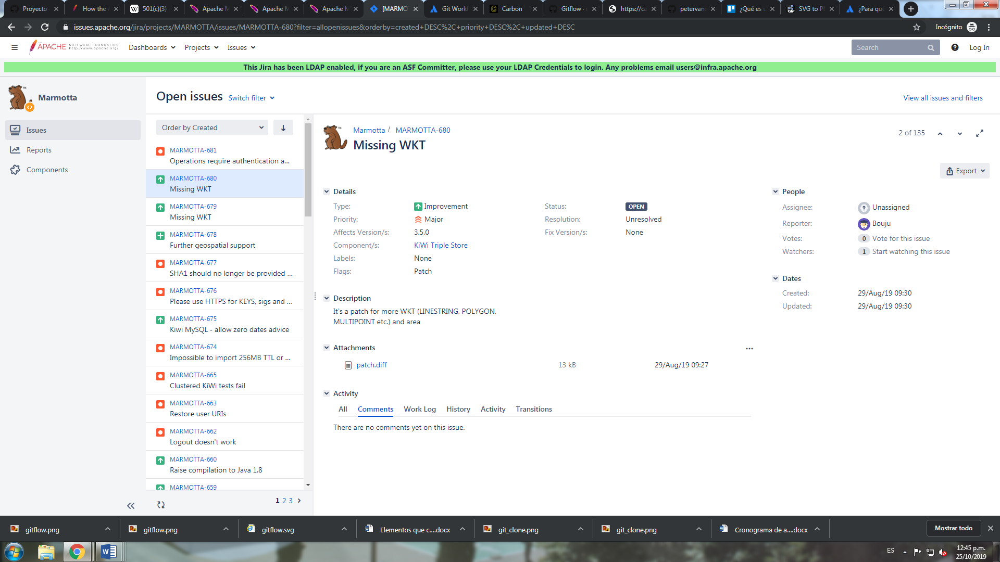 Proyecto-
How the
501(c)(3)
Apache M
Apache M
Apache M
[MARMO
Git Workf
Carbon
Gitflow ·
https://ca
petervan
¿Qué es
SVG to P
¿Para qué
issues.apache.org/jira/projects/MARMOTTA/issues/MARMOTTA-680?filter=allopenissues&orderby=created+DESC%2C+priority+DESC%2C+updated+DESC
Incógnito
THE APACHE SOFTWARE FOUNDATION
http://www.apache.org/
Dashboards
Projects
Issues
Search
Log In
This Jira has been LDAP enabled, if you are an ASF Committer, please use your LDAP Credentials to login. Any problems email users@infra.apache.org
Marmotta
Issues
Reports
Components
Open issues
Switch filter
View all issues and filters
Order by Created
MARMOTTA-681
Operations require authentication a...
MARMOTTA-680
Missing WKT
MARMOTTA-679
Missing WKT
MARMOTTA-678
Further geospatial support
MARMOTTA-677
SHA1 should no longer be provided ...
MARMOTTA-676
Please use HTTPS for KEYS, sigs and ...
MARMOTTA-675
Kiwi MySQL - allow zero dates advice
MARMOTTA-674
Impossible to import 256MB TTL or ...
MARMOTTA-665
Clustered KiWi tests fail
MARMOTTA-663
Restore user URIs
MARMOTTA-662
Logout doesn't work
MARMOTTA-660
Raise compilation to Java 1.8
MARMOTTA-659
1 2 3
Marmotta / MARMOTTA-680
Missing WKT
2 of 135
Export
Details
Type: Improvement
Status: OPEN
Priority: Major
Resolution: Unresolved
Affects Version/s: 3.5.0
Fix Version/s: None
Component/s: KiWi Triple Store
Labels: None
Flags: Patch
Description
It's a patch for more WKT (LINESTRING, POLYGON,
MULTIPOINT etc.) and area
Attachments
patch.diff 13 kB 29/Aug/19 09:27
Activity
All Comments Work Log History Activity Transitions
There are no comments yet on this issue.
People
Assignee: Unassigned
Reporter: Bouju
Votes: 0 Vote for this issue
Watchers: 1 Start watching this issue
Dates
Created: 29/Aug/19 09:30
Updated: 29/Aug/19 09:30
gitflow.png
gitflow.png
gitflow.svg
Elementos que c....docx
git_clone.png
git_clone.png
Cronograma de a....docx
Mostrar todo
ES
12:45 p.m.
25/10/2019